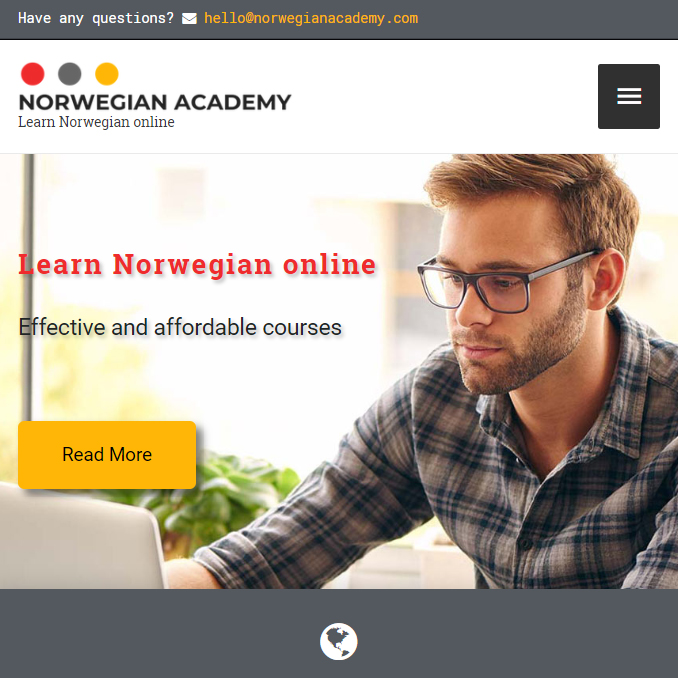 Have any questions? hello@norwegianacademy.com
NORWEGIAN ACADEMY
Learn Norwegian online
Learn Norwegian online
Effective and affordable courses
Read More